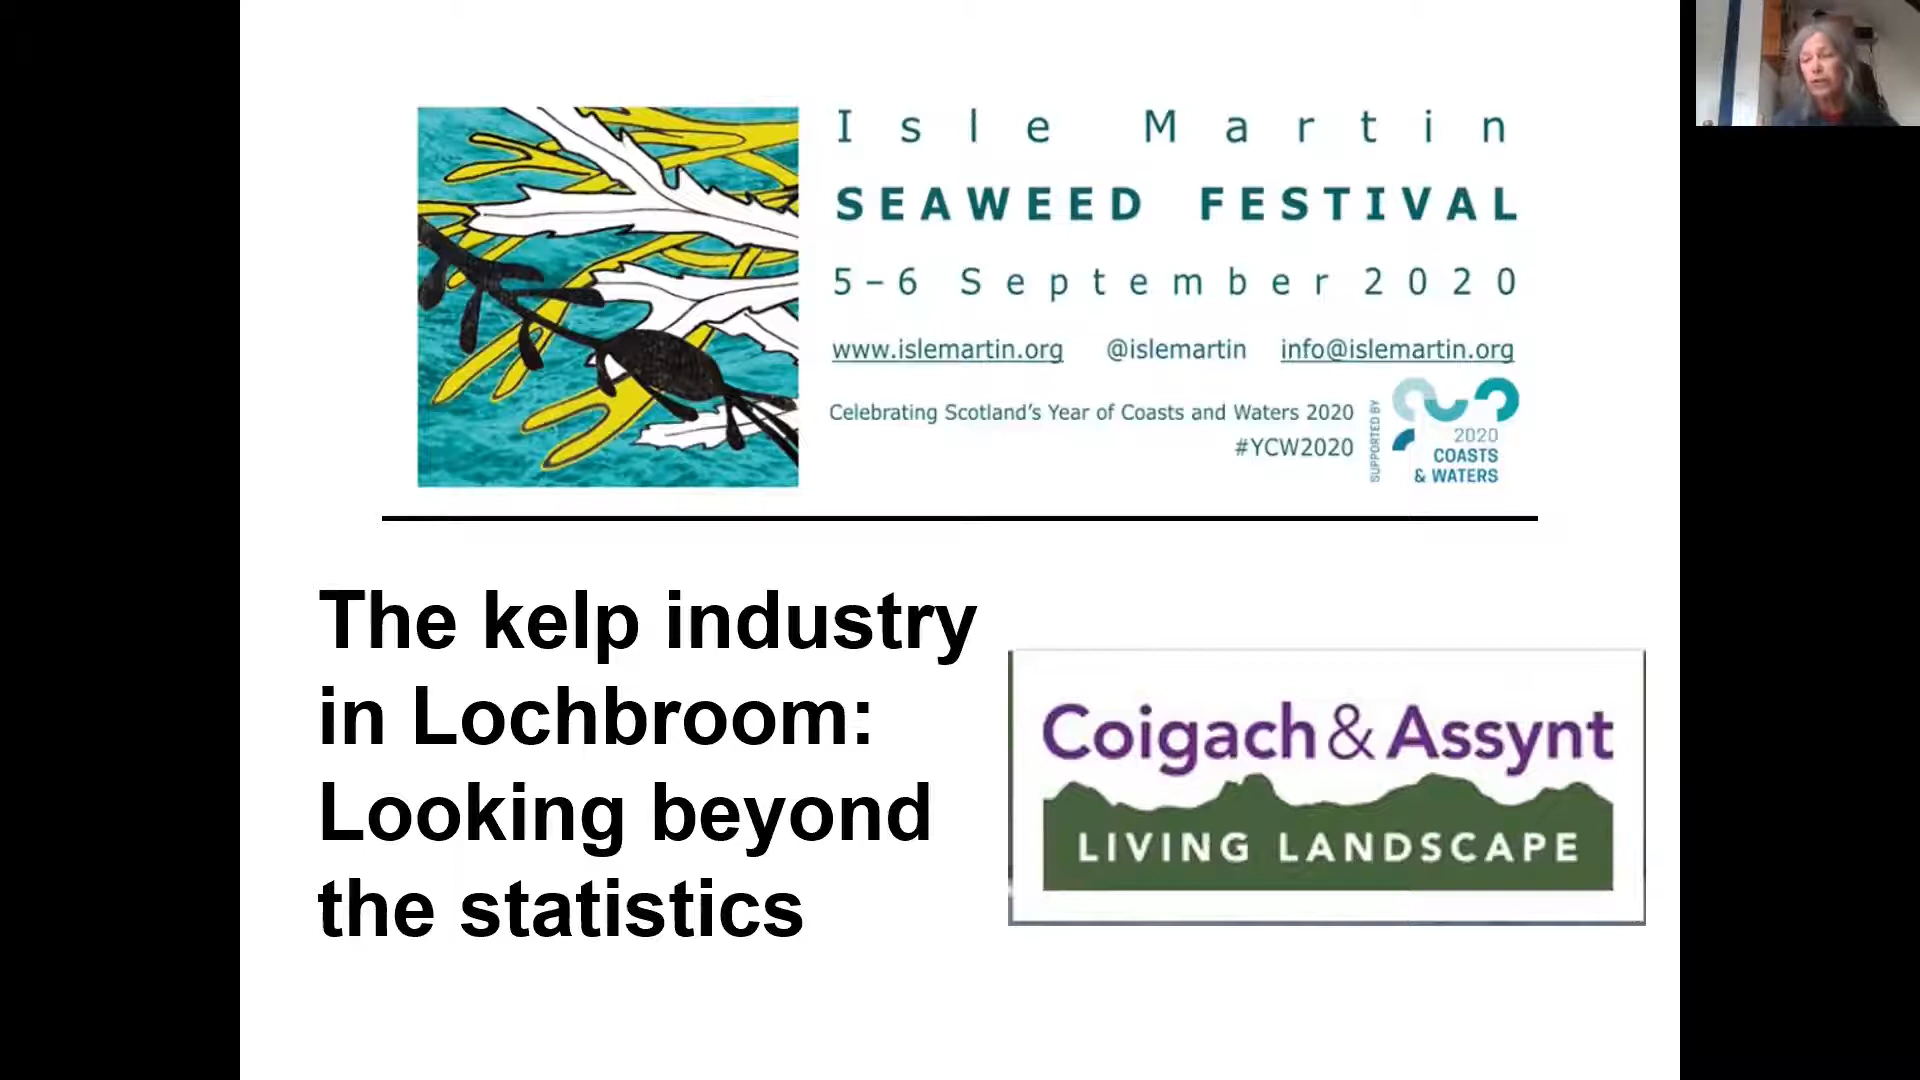 Isle Martin
SEAWEED FESTIVAL
5–6 September 2020
www.islemartin.org @islemartin info@islemartin.org
Celebrating Scotland's Year of Coasts and Waters 2020
#YCW2020
SUPPORTED BY
2020
COASTS
& WATERS
The kelp industry
in Lochbroom:
Looking beyond
the statistics
Coigach & Assynt
LIVING LANDSCAPE